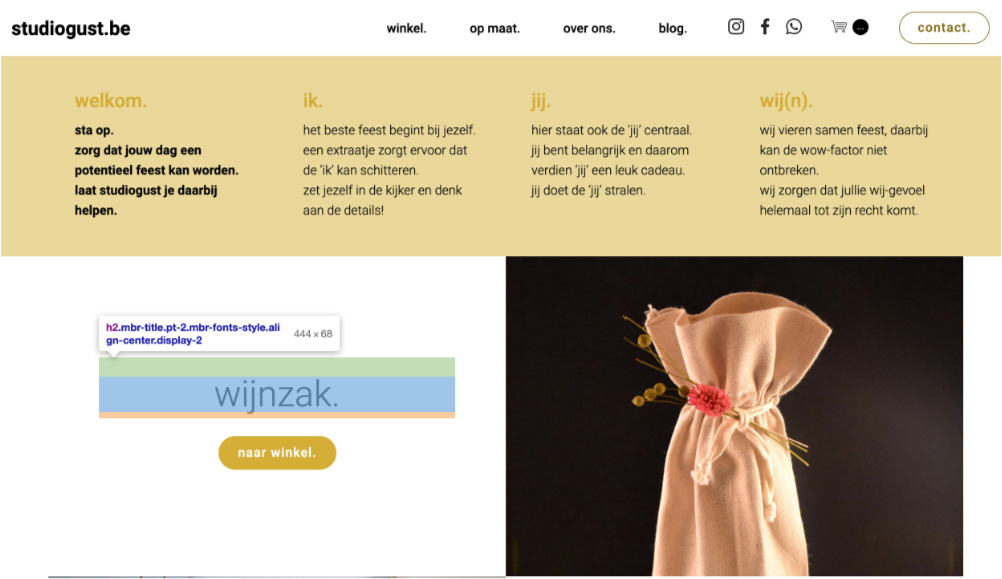 studiogust.be
winkel. op maat. over ons. blog. ... contact.
welkom.
sta op.
zorg dat jouw dag een
potentieel feest kan worden.
laat studiogust je daarbij
helpen.
ik.
het beste feest begint bij jezelf.
een extraatje zorgt ervoor dat
de ‘ik’ kan schitteren.
zet jezelf in de kijker en denk
aan de details!
jij.
hier staat ook de ‘jij’ centraal.
jij bent belangrijk en daarom
verdien ‘jij’ een leuk cadeau.
jij doet de ‘jij’ stralen.
wij(n).
wij vieren samen feest, daarbij
kan de wow-factor niet
ontbreken.
wij zorgen dat jullie wij-gevoel
helemaal tot zijn recht komt.
h2.mbr-title.pt-2.mbr-fonts-style.ali
gn-center.display-2
444 × 68
wijnzak.
naar winkel.